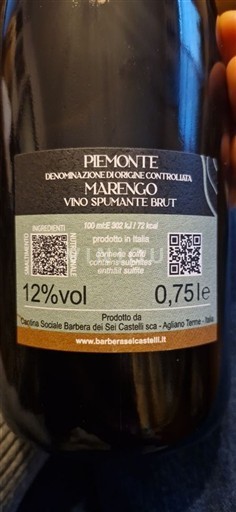 PIEMONTE
DENOMINAZIONE DI ORIGINE CONTROLLATA
MARENGO
VINO SPUMANTE BRUT
100 ml:E 302 kJ / 72 kcal
prodotto in Italia
contiene solfiti
contains sulphites
enthält sulfite
SMALTIMENTO
INGREDIENTI
NUTRIZIONALE
12%vol
0,75 l e
Prodotto da
Cantina Sociale Barbera dei Sei Castelli sca - Agliano Terme - Italia
www.barberaseicastelli.it